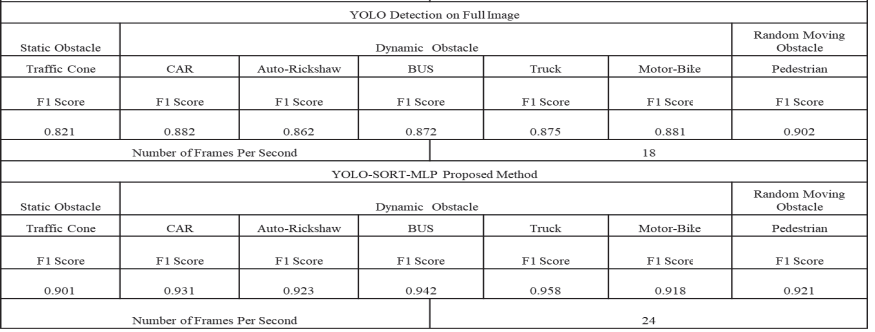 YOLO Detection on Full Image
Static Obstacle Dynamic Obstacle Random Moving Obstacle
Traffic Cone CAR Auto-Rickshaw BUS Truck Motor-Bike Pedestrian
F1 Score F1 Score F1 Score F1 Score F1 Score F1 Score F1 Score
0.821 0.882 0.862 0.872 0.875 0.881 0.902
Number of Frames Per Second 18
YOLO-SORT-MLP Proposed Method
Static Obstacle Dynamic Obstacle Random Moving Obstacle
Traffic Cone CAR Auto-Rickshaw BUS Truck Motor-Bike Pedestrian
F1 Score F1 Score F1 Score F1 Score F1 Score F1 Score F1 Score
0.901 0.931 0.923 0.942 0.958 0.918 0.921
Number of Frames Per Second 24